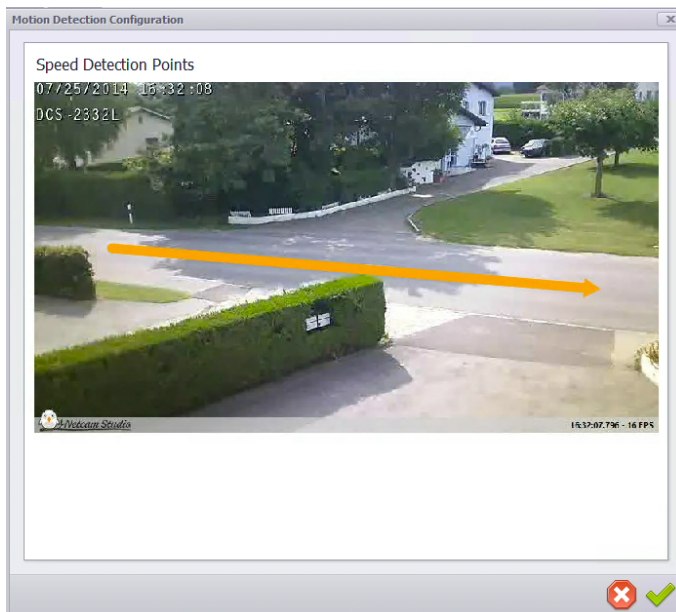 Motion Detection Configuration
Speed Detection Points
07/25/2014 16:32:08
DCS-2332L
Netcam Studio
16:32:07.796 - 16 FPS